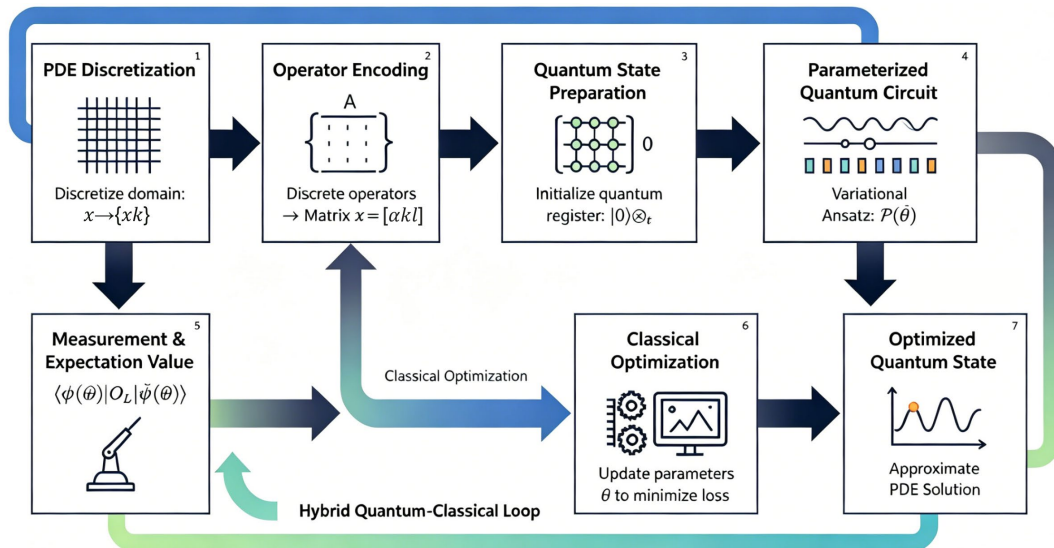 1
PDE Discretization
Discretize domain:
x→{xk}
2
Operator Encoding
A
Discrete operators
→ Matrix x = [αkl]
3
Quantum State
Preparation
0
Initialize quantum
register: |0⟩⊗ₜ
4
Parameterized
Quantum Circuit
Variational
Ansatz: 𝒫(θ̄)
5
Measurement &
Expectation Value
⟨ϕ(θ)|O_L|ψ̄(θ)⟩
Classical Optimization
6
Classical
Optimization
Update parameters
θ to minimize loss
7
Optimized
Quantum State
Approximate
PDE Solution
Hybrid Quantum-Classical Loop